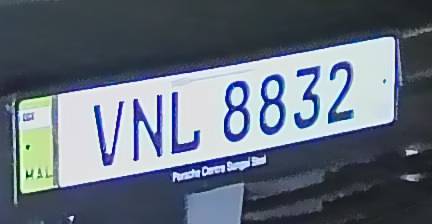 MAL
VNL 8832
Porsche Centre Sungai Besi